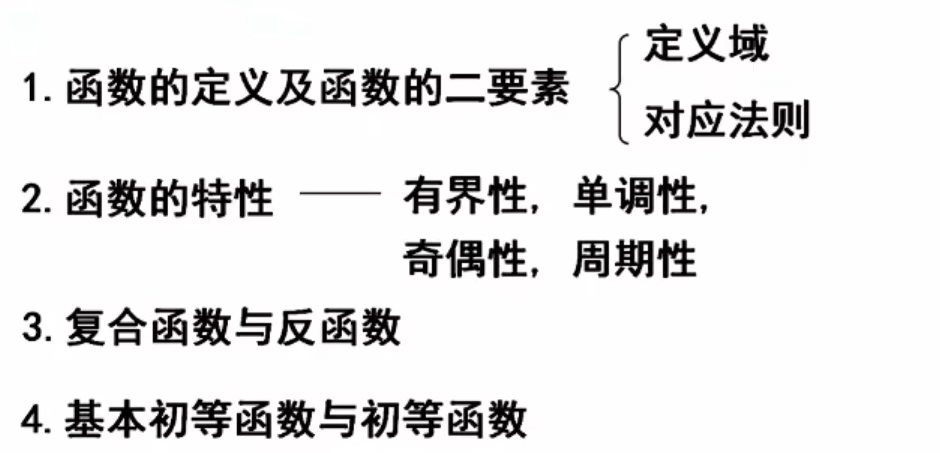 定义域
1. 函数的定义及函数的二要素
对应法则
2. 函数的特性 —— 有界性, 单调性,
奇偶性, 周期性
3. 复合函数与反函数
4. 基本初等函数与初等函数